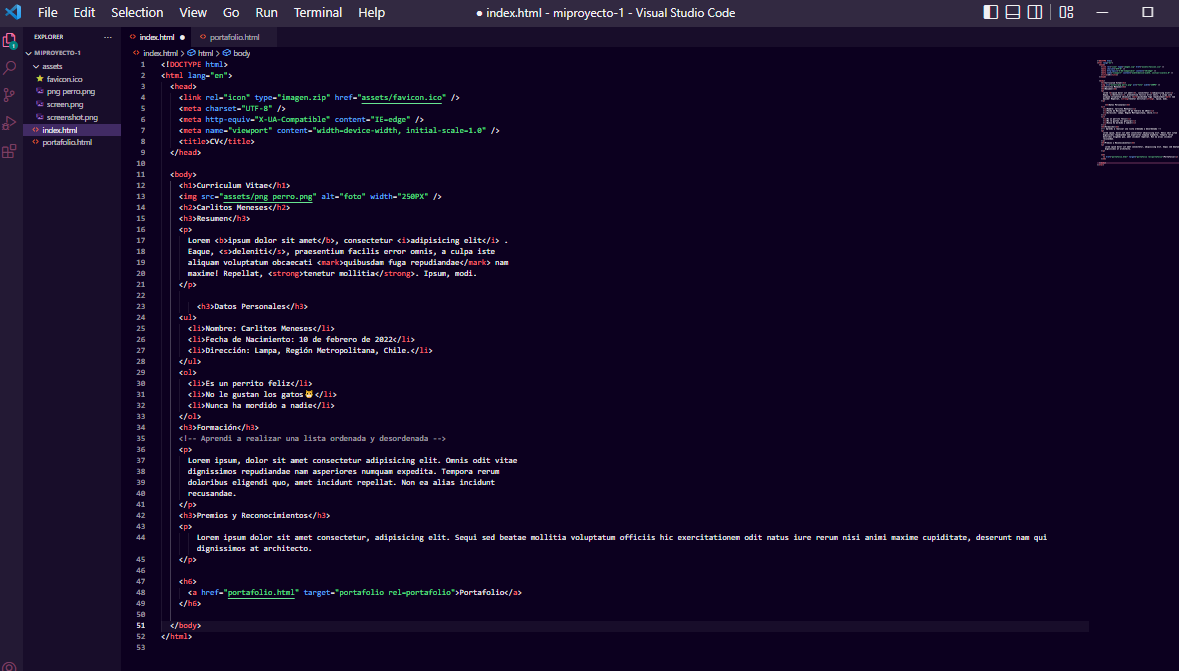 File Edit Selection View Go Run Terminal Help
● index.html - miproyecto-1 - Visual Studio Code
EXPLORER ...
MIPROYECTO-1
assets
favicon.ico
png perro.png
screen.png
screenshot.png
index.html
portafolio.html
1
index.html ●
portafolio.html
index.html > html > body
1 <!DOCTYPE html>
2 <html lang="en">
3 <head>
4 <link rel="icon" type="imagen.zip" href="assets/favicon.ico" />
5 <meta charset="UTF-8" />
6 <meta http-equiv="X-UA-Compatible" content="IE=edge" />
7 <meta name="viewport" content="width=device-width, initial-scale=1.0" />
8 <title>CV</title>
9 </head>
10
11 <body>
12 <h1>Curriculum Vitae</h1>
13 <img src="assets/png perro.png" alt="foto" width="250PX" />
14 <h2>Carlitos Meneses</h2>
15 <h3>Resumen</h3>
16 <p>
17 Lorem <b>ipsum dolor sit amet</b>, consectetur <i>adipisicing elit</i> .
18 Eaque, <s>deleniti</s>, praesentium facilis error omnis, a culpa iste
19 aliquam voluptatum obcaecati <mark>quibusdam fuga repudiandae</mark> nam
20 maxime! Repellat, <strong>tenetur mollitia</strong>. Ipsum, modi.
21 </p>
22
23 <h3>Datos Personales</h3>
24 <ul>
25 <li>Nombre: Carlitos Meneses</li>
26 <li>Fecha de Nacimiento: 10 de febrero de 2022</li>
27 <li>Dirección: Lampa, Región Metropolitana, Chile.</li>
28 </ul>
29 <ol>
30 <li>Es un perrito feliz</li>
31 <li>No le gustan los gatos😾</li>
32 <li>Nunca ha mordido a nadie</li>
33 </ol>
34 <h3>Formación</h3>
35 <!-- Aprendi a realizar una lista ordenada y desordenada -->
36 <p>
37 Lorem ipsum, dolor sit amet consectetur adipisicing elit. Omnis odit vitae
38 dignissimos repudiandae nam asperiores numquam expedita. Tempora rerum
39 doloribus eligendi quo, amet incidunt repellat. Non ea alias incidunt
40 recusandae.
41 </p>
42 <h3>Premios y Reconocimientos</h3>
43 <p>
44 Lorem ipsum dolor sit amet consectetur, adipisicing elit. Sequi sed beatae mollitia voluptatum officiis hic exercitationem odit natus iure rerum nisi animi maxime cupiditate, deserunt nam qui
dignissimos at architecto.
45 </p>
46
47 <h6>
48 <a href="portafolio.html" target="portafolio rel=portafolio">Portafolio</a>
49 </h6>
50
51 </body>
52 </html>
53